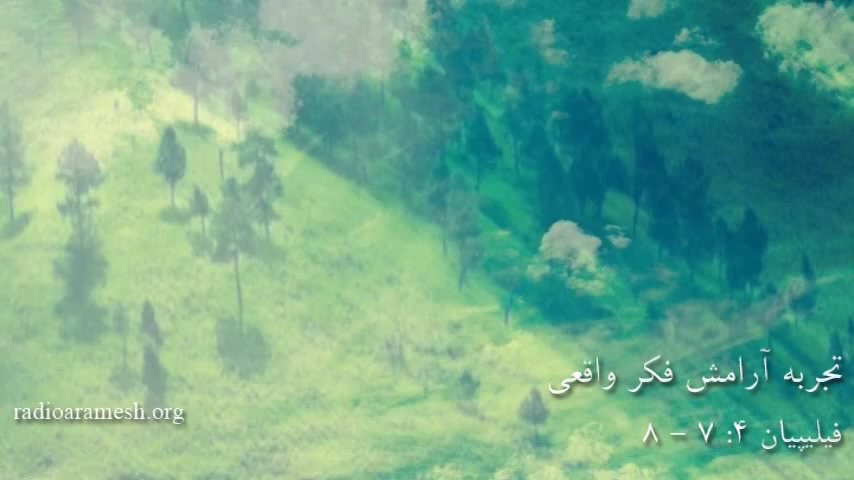 تجربه آرامش فکر واقعی
radioaramesh.org
فیلیپیان ۴: ۷ – ۸